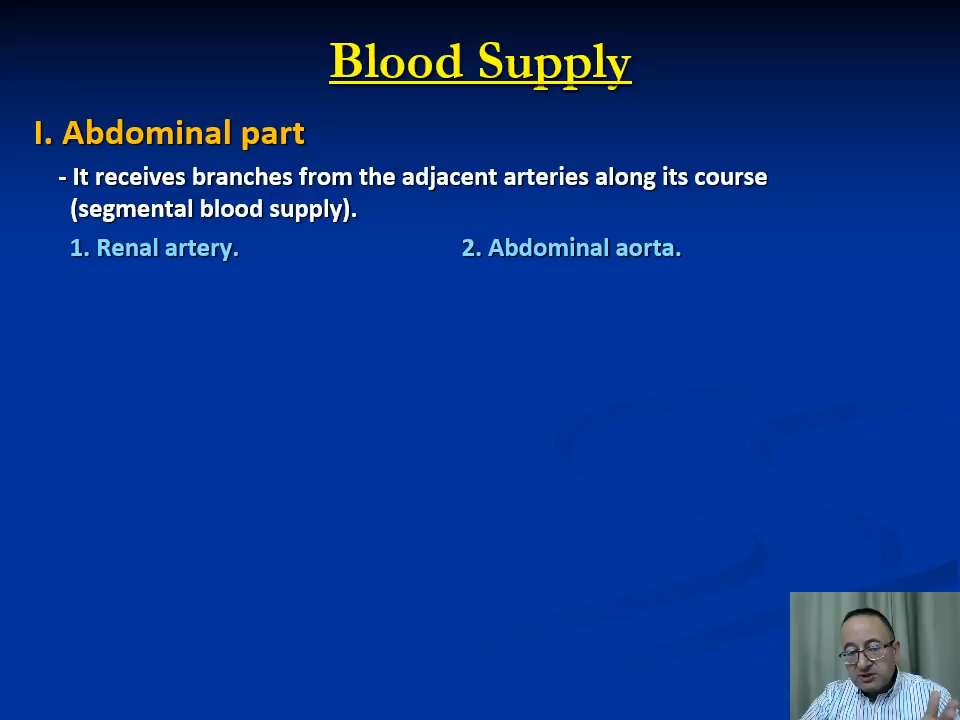 Blood Supply
I. Abdominal part
- It receives branches from the adjacent arteries along its course
(segmental blood supply).
1. Renal artery. 2. Abdominal aorta.